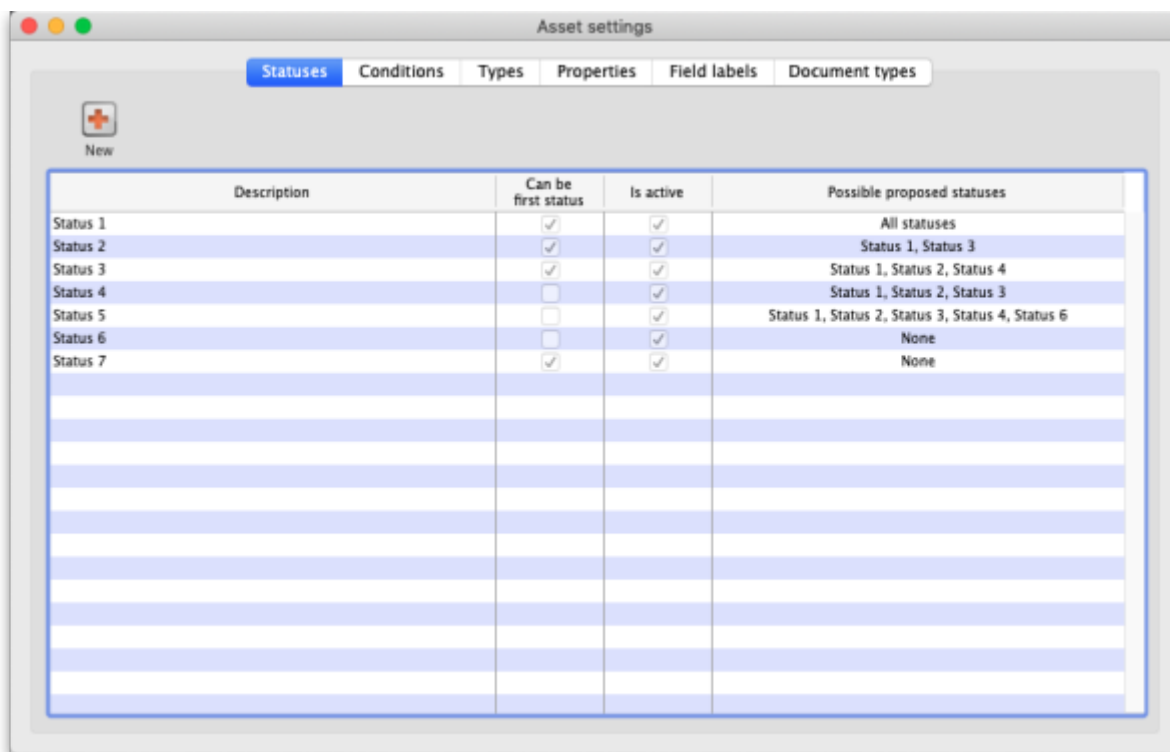 Asset settings
Statuses Conditions Types Properties Field labels Document types
New
Description Can be first status Is active Possible proposed statuses
Status 1 All statuses
Status 2 Status 1, Status 3
Status 3 Status 1, Status 2, Status 4
Status 4 Status 1, Status 2, Status 3
Status 5 Status 1, Status 2, Status 3, Status 4, Status 6
Status 6 None
Status 7 None